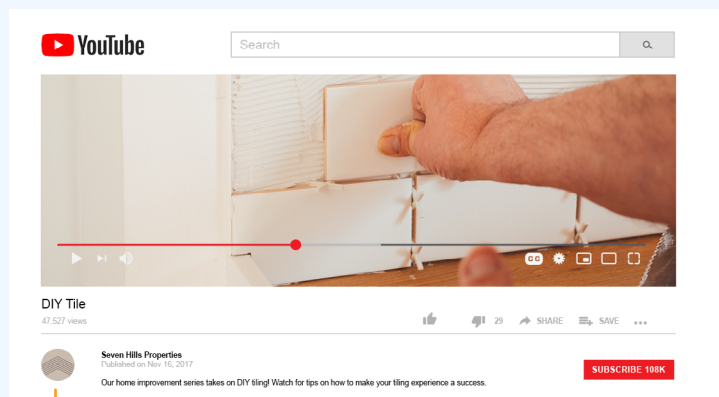 YouTube
Search
CC
DIY Tile
47,527 views
29
SHARE
SAVE
Seven Hills Properties
Published on Nov 16, 2017
SUBSCRIBE 108K
Our home improvement series takes on DIY tiling! Watch for tips on how to make your tiling experience a success.